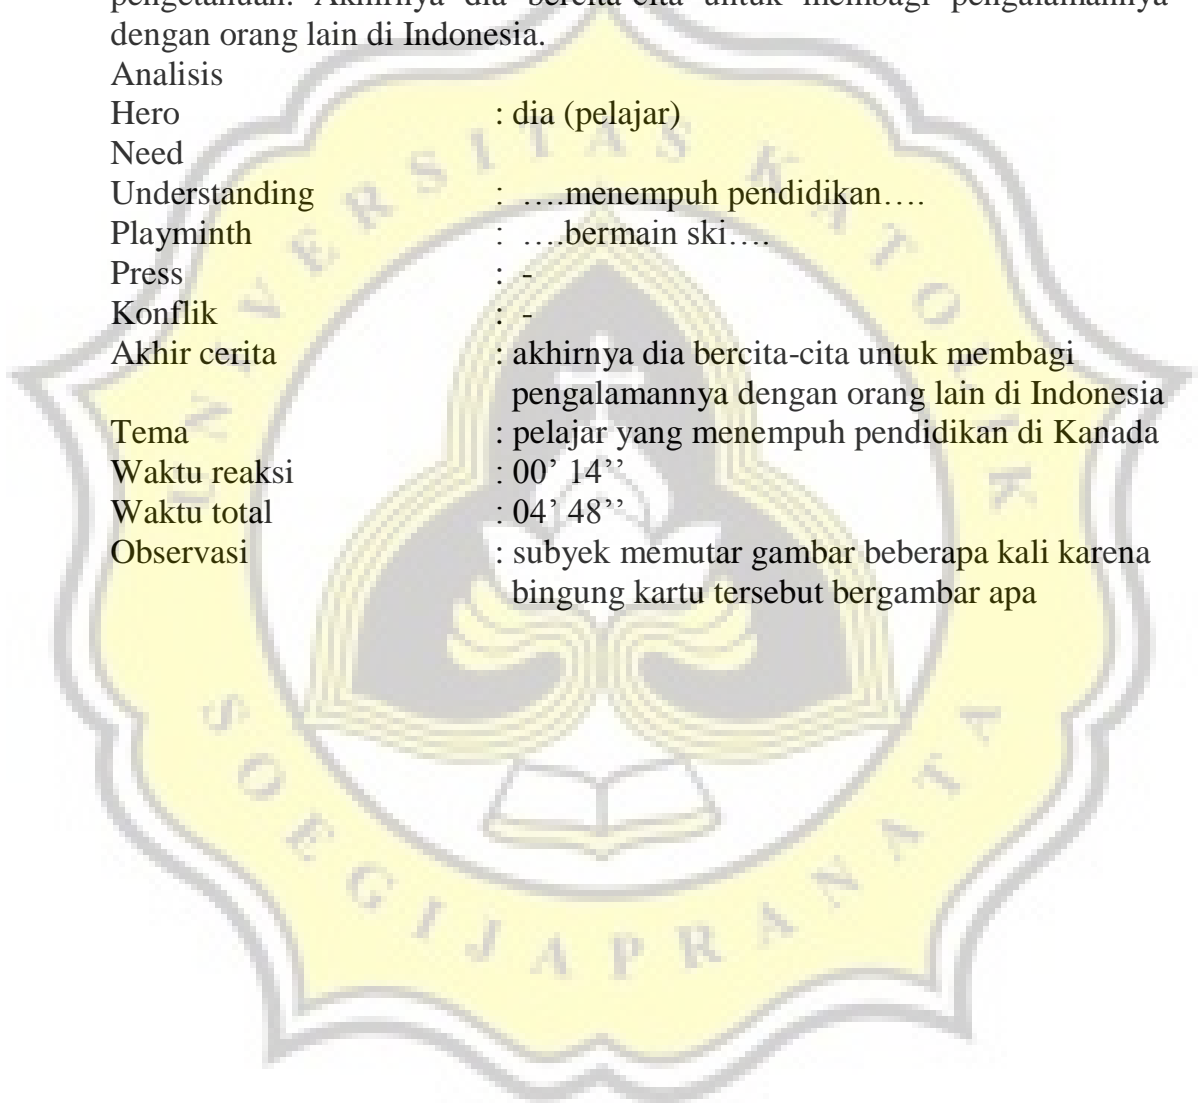 pengetahuan. Akhirnya dia bercita-cita untuk membagi pengalamannya
dengan orang lain di Indonesia.
Analisis
Hero : dia (pelajar)
Need
Understanding : ….menempuh pendidikan….
Playminth : ….bermain ski….
Press : -
Konflik : -
Akhir cerita : akhirnya dia bercita-cita untuk membagi
pengalamannya dengan orang lain di Indonesia
Tema : pelajar yang menempuh pendidikan di Kanada
Waktu reaksi : 00’ 14’’
Waktu total : 04’ 48’’
Observasi : subyek memutar gambar beberapa kali karena
bingung kartu tersebut bergambar apa
UNIVERSITAS KATOLIK
SOEGIJAPRANATA